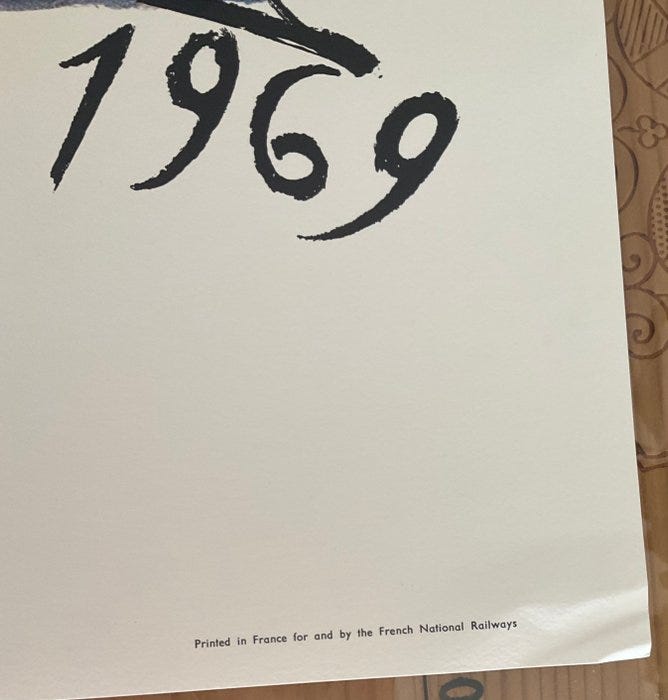 1969
Printed in France for and by the French National Railways